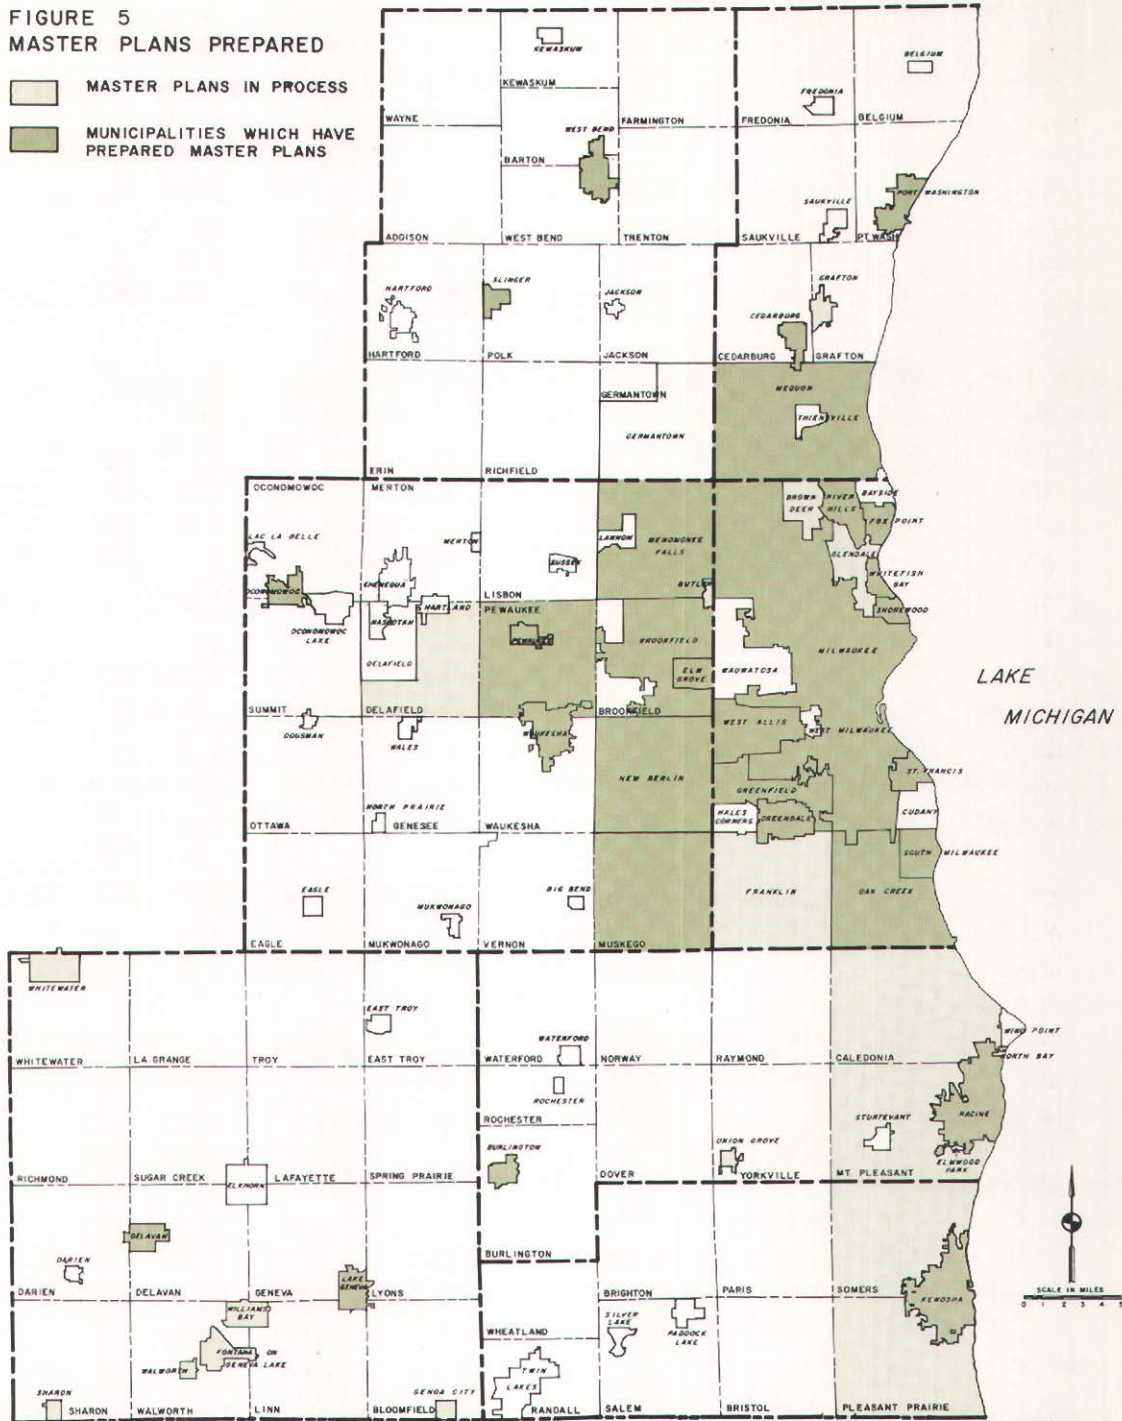 FIGURE 5
MASTER PLANS PREPARED
MASTER PLANS IN PROCESS
MUNICIPALITIES WHICH HAVE
PREPARED MASTER PLANS
KEWASKUM
KEWASKUM
BELGIUM
FREDONIA
WAYNE
WEST BEND
FARMINGTON
FREDONIA
BELGIUM
BARTON
PORT WASHINGTON
SAUKVILLE
ADDISON
WEST BEND
TRENTON
SAUKVILLE
PT. WASH
HARTFORD
SLINGER
JACKSON
GRAFTON
CEDARBURG
HARTFORD
POLK
JACKSON
CEDARBURG
GRAFTON
MEQUON
GERMANTOWN
THIENSVILLE
GERMANTOWN
ERIN
RICHFIELD
OCONOMOWOC
MERTON
BROWN
DEER
RIVER
HILLS
BAYSIDE
FOX POINT
LAC LA BELLE
MERTON
LANNON
MENOMONEE
FALLS
SUSSEX
GLENDALE
WHITEFISH
BAY
CHENEQUA
BUTLER
OCONOMOWOC
LISBON
HARTLAND
PEWAUKEE
SHOREWOOD
OCONOMOWOC
LAKE
NASHOTAH
PEWAUKEE
BROOKFIELD
MILWAUKEE
DELAFIELD
ELM
GROVE
WAUWATOSA
LAKE
MICHIGAN
SUMMIT
DELAFIELD
BROOKFIELD
DOUSMAN
WALES
WAUKESHA
WEST ALLIS
WEST MILWAUKEE
NEW BERLIN
ST. FRANCIS
GREENFIELD
NORTH PRAIRIE
HALES
CORNERS
GREENDALE
CUDAHY
OTTAWA
GENESEE
WAUKESHA
SOUTH MILWAUKEE
EAGLE
BIG BEND
FRANKLIN
OAK CREEK
MUKWONAGO
EAGLE
MUKWONAGO
VERNON
MUSKEGO
WHITEWATER
EAST TROY
WIND POINT
WATERFORD
NORTH BAY
WHITEWATER
LA GRANGE
TROY
EAST TROY
WATERFORD
NORWAY
RAYMOND
CALEDONIA
ROCHESTER
ROCHESTER
STURTEVANT
RACINE
BURLINGTON
UNION GROVE
ELMWOOD
PARK
RICHMOND
SUGAR CREEK
ELKHORN
LAFAYETTE
SPRING PRAIRIE
DOVER
YORKVILLE
MT. PLEASANT
DELAVAN
DARIEN
BURLINGTON
LAKE
GENEVA
DARIEN
DELAVAN
GENEVA
LYONS
BRIGHTON
PARIS
SOMERS
KENOSHA
SCALE IN MILES
0 1 2 3 4 5
WILLIAMS
BAY
SILVER
LAKE
PADDOCK
LAKE
WHEATLAND
FONTANA ON
GENEVA LAKE
WALWORTH
TWIN
LAKES
SHARON
GENOA CITY
SHARON
WALWORTH
LINN
BLOOMFIELD
RANDALL
SALEM
BRISTOL
PLEASANT PRAIRIE